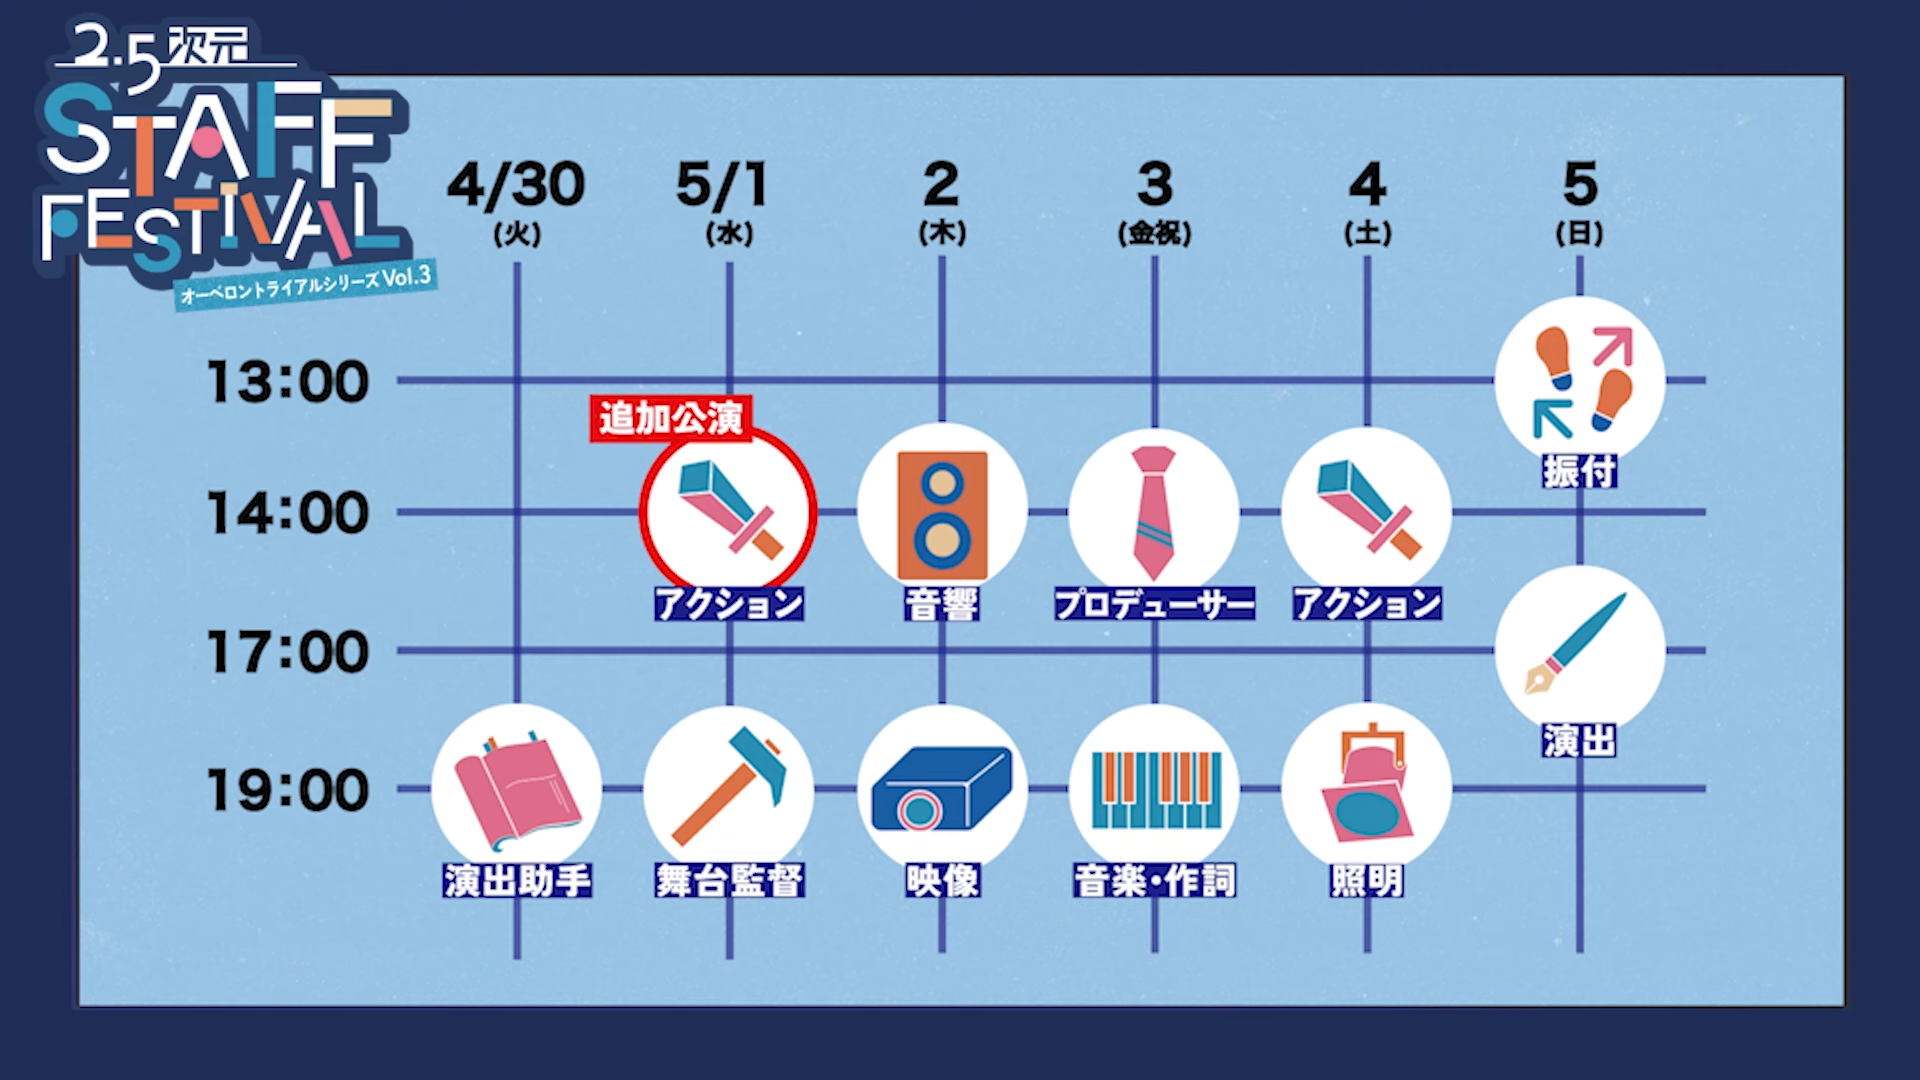 2.5次元
STAFF
FESTIVAL
オーベロントライアルシリーズ Vol.3
4/30 5/1 2 3 4 5
(火) (水) (木) (金祝) (土) (日)
13:00
追加公演
振付
14:00
アクション 音響 プロデューサー アクション
17:00
演出
19:00
演出助手 舞台監督 映像 音楽・作詞 照明